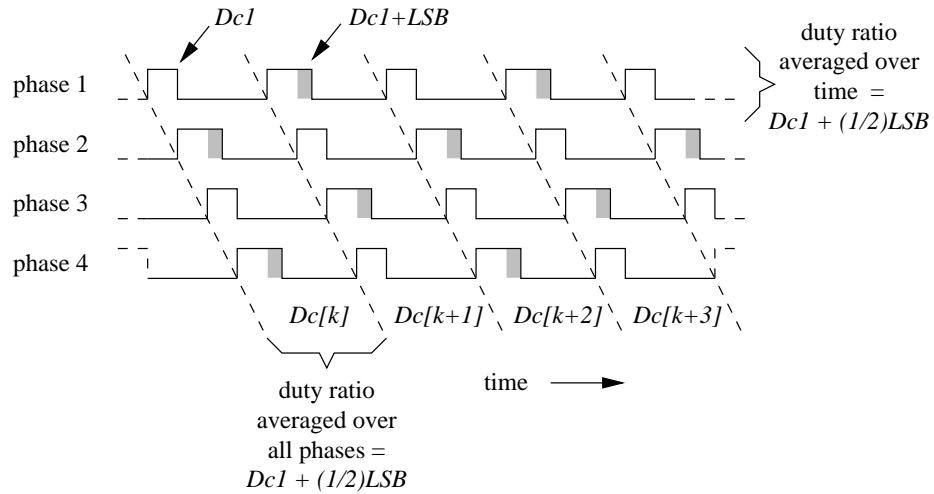 Dc1
Dc1+LSB
duty ratio
averaged over
time =
Dc1 + (1/2)LSB
phase 1
phase 2
phase 3
phase 4
Dc[k]
Dc[k+1]
Dc[k+2]
Dc[k+3]
time
duty ratio
averaged over
all phases =
Dc1 + (1/2)LSB